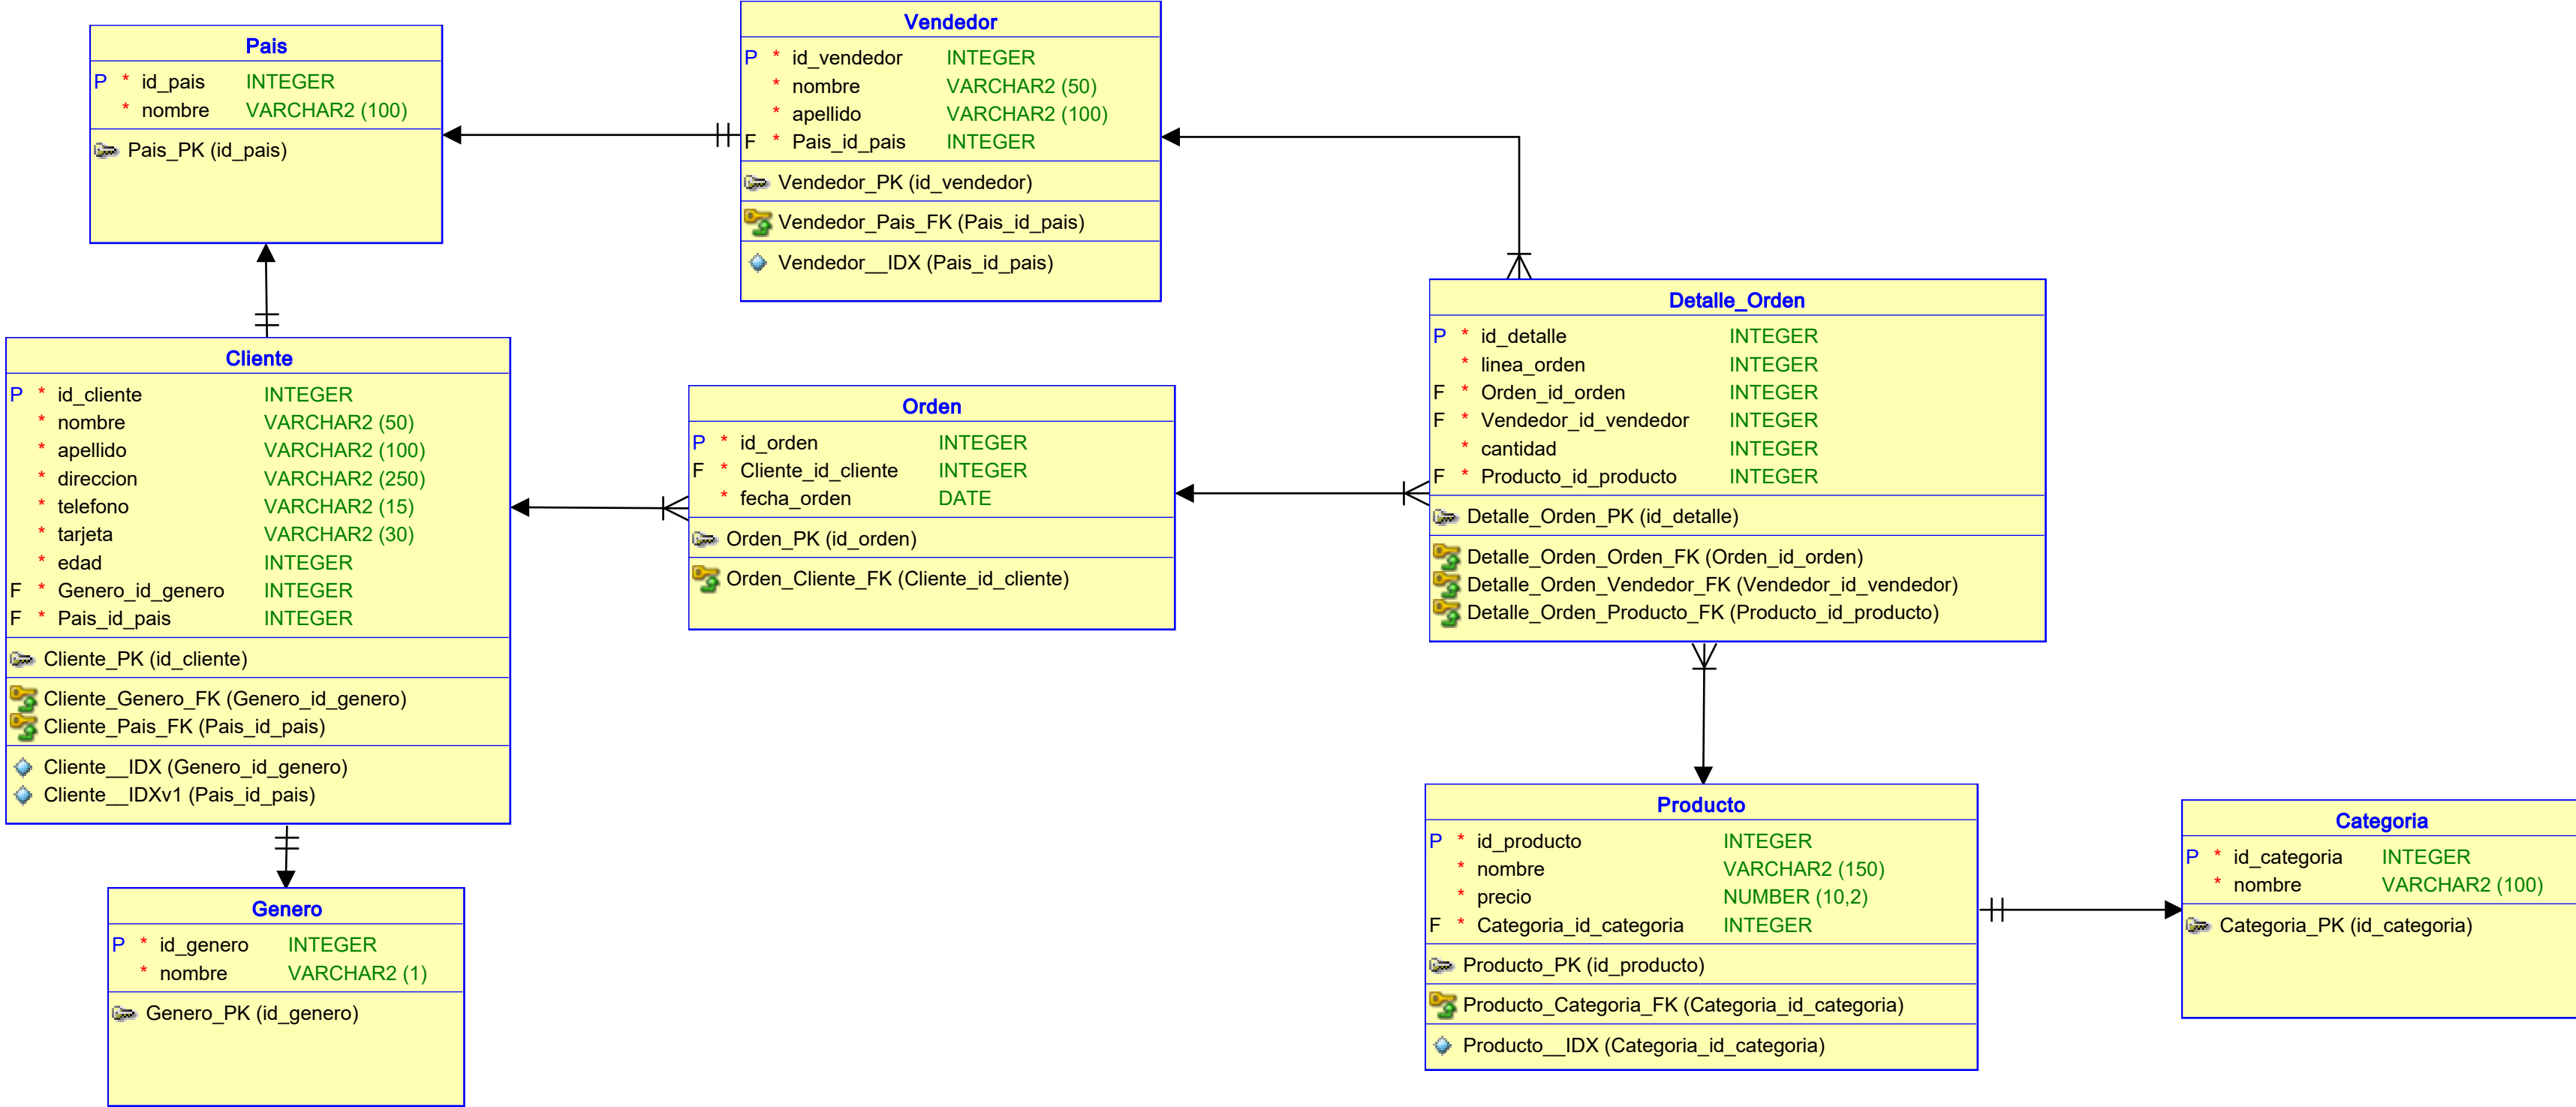 Pais
P * id_pais INTEGER
* nombre VARCHAR2 (100)
Pais_PK (id_pais)
Vendedor
P * id_vendedor INTEGER
* nombre VARCHAR2 (50)
* apellido VARCHAR2 (100)
F * Pais_id_pais INTEGER
Vendedor_PK (id_vendedor)
Vendedor_Pais_FK (Pais_id_pais)
Vendedor__IDX (Pais_id_pais)
Cliente
P * id_cliente INTEGER
* nombre VARCHAR2 (50)
* apellido VARCHAR2 (100)
* direccion VARCHAR2 (250)
* telefono VARCHAR2 (15)
* tarjeta VARCHAR2 (30)
* edad INTEGER
F * Genero_id_genero INTEGER
F * Pais_id_pais INTEGER
Cliente_PK (id_cliente)
Cliente_Genero_FK (Genero_id_genero)
Cliente_Pais_FK (Pais_id_pais)
Cliente__IDX (Genero_id_genero)
Cliente__IDXv1 (Pais_id_pais)
Orden
P * id_orden INTEGER
F * Cliente_id_cliente INTEGER
* fecha_orden DATE
Orden_PK (id_orden)
Orden_Cliente_FK (Cliente_id_cliente)
Detalle_Orden
P * id_detalle INTEGER
* linea_orden INTEGER
F * Orden_id_orden INTEGER
F * Vendedor_id_vendedor INTEGER
* cantidad INTEGER
F * Producto_id_producto INTEGER
Detalle_Orden_PK (id_detalle)
Detalle_Orden_Orden_FK (Orden_id_orden)
Detalle_Orden_Vendedor_FK (Vendedor_id_vendedor)
Detalle_Orden_Producto_FK (Producto_id_producto)
Genero
P * id_genero INTEGER
* nombre VARCHAR2 (1)
Genero_PK (id_genero)
Producto
P * id_producto INTEGER
* nombre VARCHAR2 (150)
* precio NUMBER (10,2)
F * Categoria_id_categoria INTEGER
Producto_PK (id_producto)
Producto_Categoria_FK (Categoria_id_categoria)
Producto__IDX (Categoria_id_categoria)
Categoria
P * id_categoria INTEGER
* nombre VARCHAR2 (100)
Categoria_PK (id_categoria)